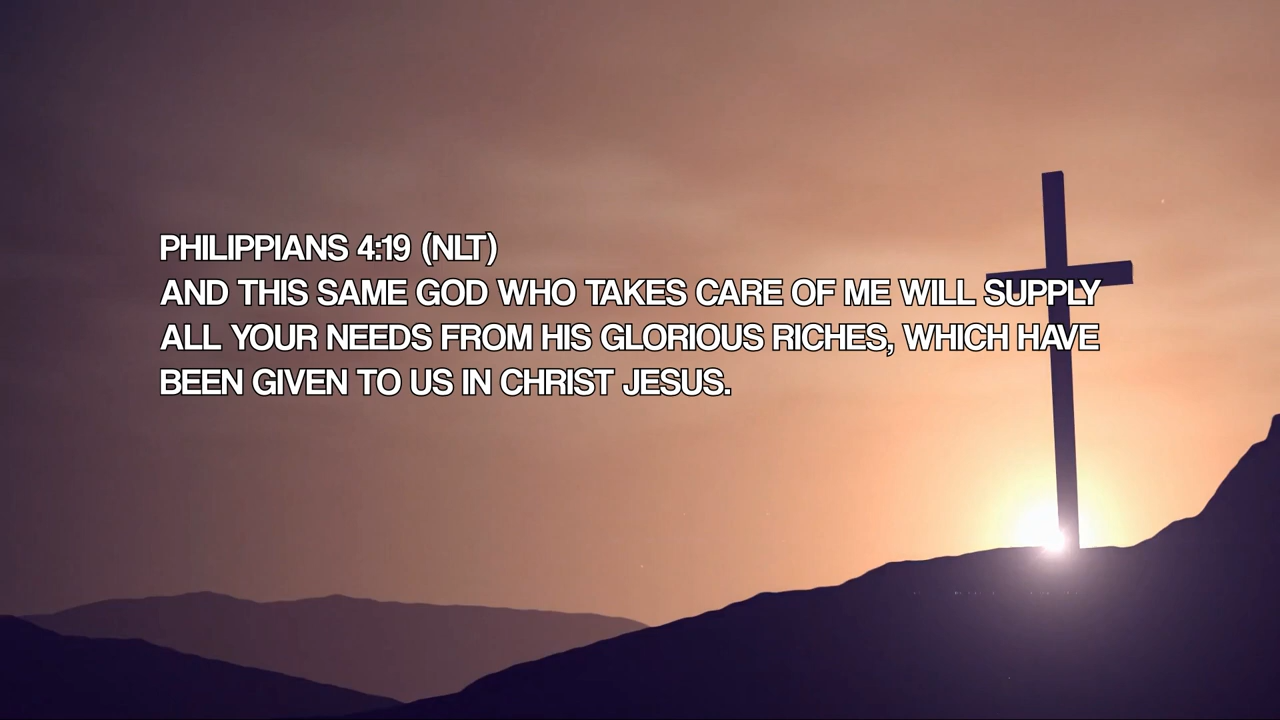 PHILIPPIANS 4:19 (NLT)
AND THIS SAME GOD WHO TAKES CARE OF ME WILL SUPPLY
ALL YOUR NEEDS FROM HIS GLORIOUS RICHES, WHICH HAVE
BEEN GIVEN TO US IN CHRIST JESUS.